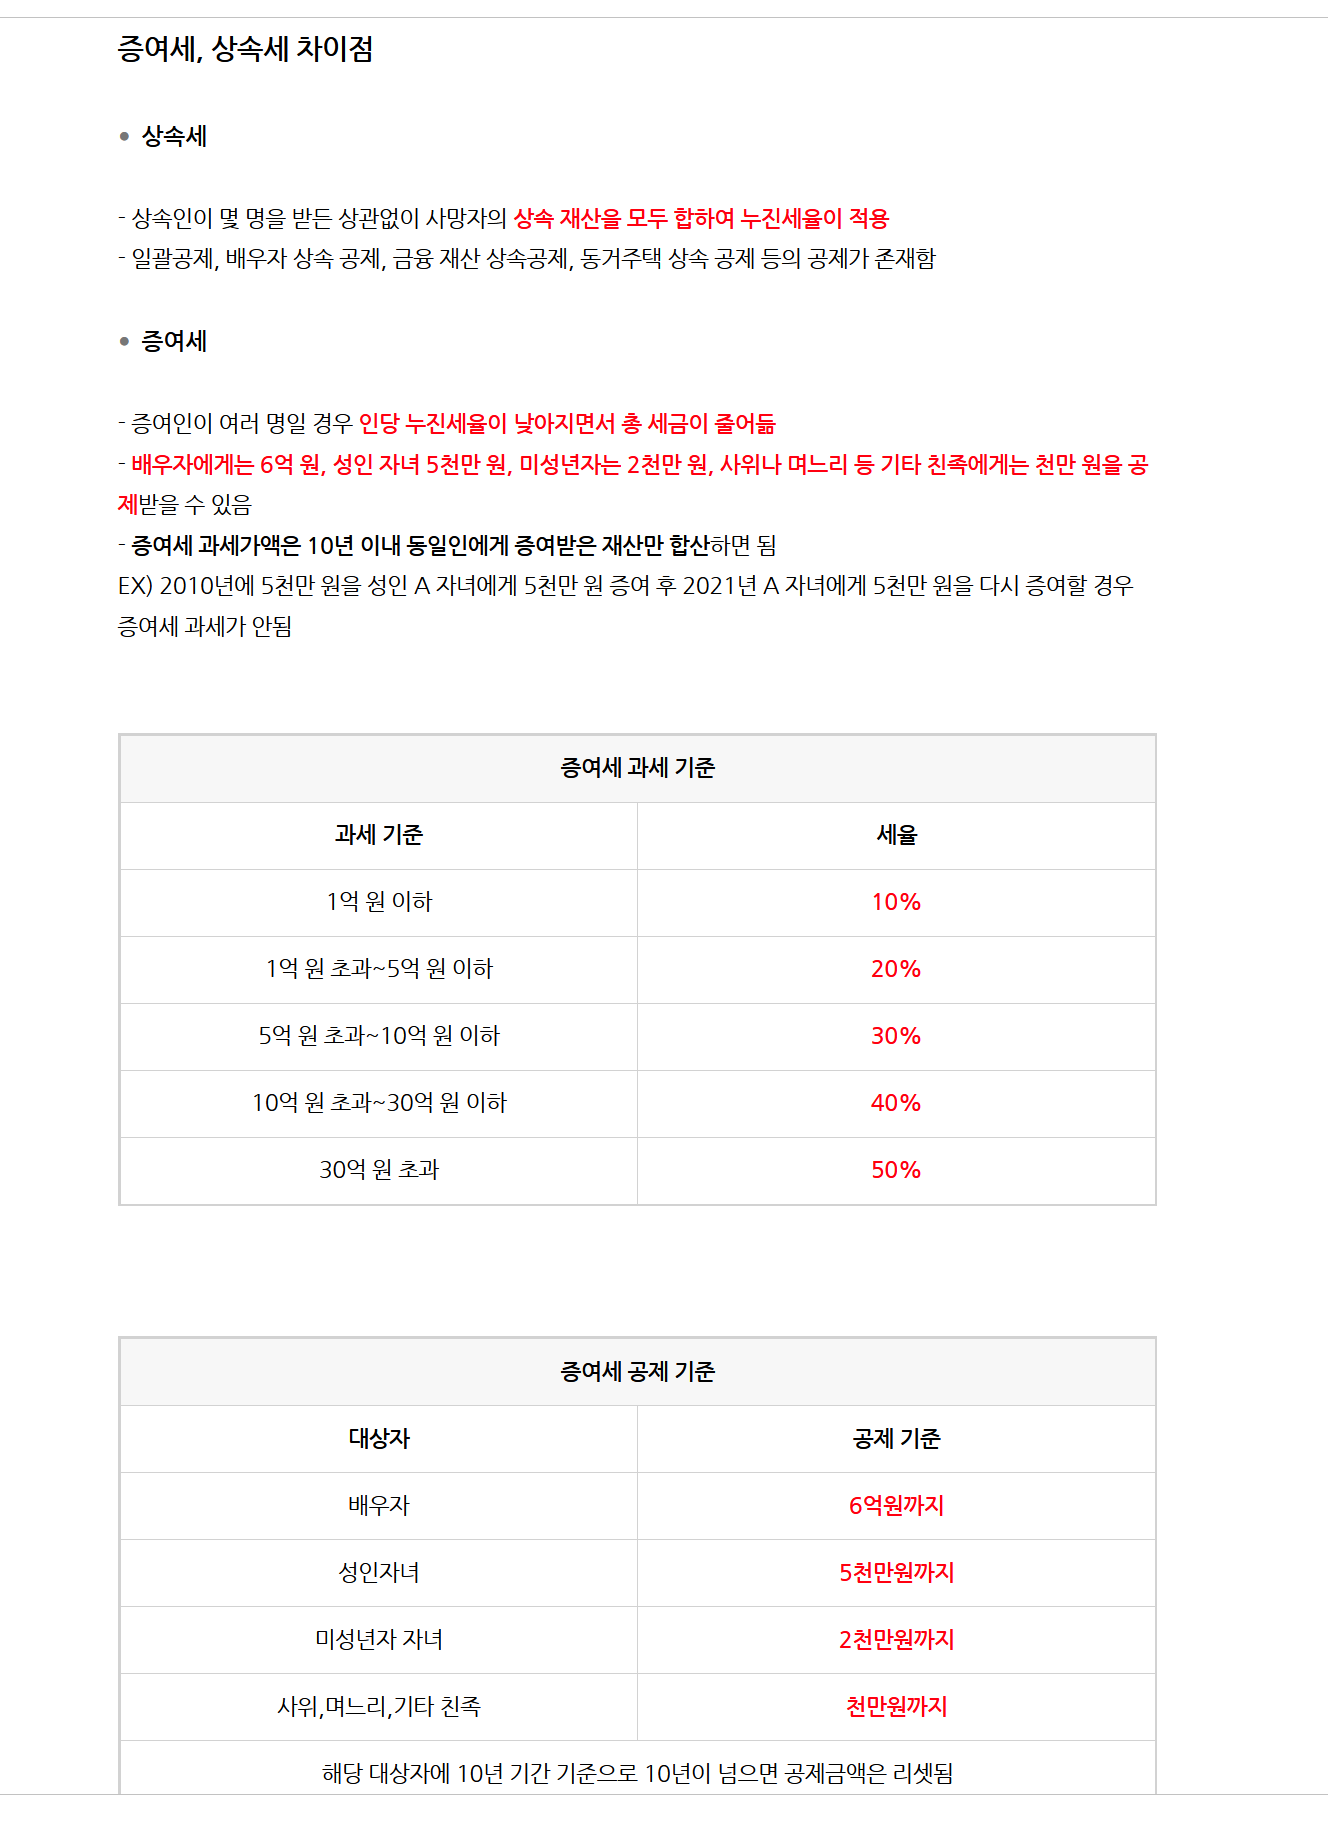 증여세, 상속세 차이점
• 상속세
- 상속인이 몇 명을 받든 상관없이 사망자의 상속 재산을 모두 합하여 누진세율이 적용
- 일괄공제, 배우자 상속 공제, 금융 재산 상속공제, 동거주택 상속 공제 등의 공제가 존재함
• 증여세
- 증여인이 여러 명일 경우 인당 누진세율이 낮아지면서 총 세금이 줄어듦
- 배우자에게는 6억 원, 성인 자녀 5천만 원, 미성년자는 2천만 원, 사위나 며느리 등 기타 친족에게는 천만 원을 공
제받을 수 있음
- 증여세 과세가액은 10년 이내 동일인에게 증여받은 재산만 합산하면 됨
EX) 2010년에 5천만 원을 성인 A 자녀에게 5천만 원 증여 후 2021년 A 자녀에게 5천만 원을 다시 증여할 경우
증여세 과세가 안됨
증여세 과세 기준
과세 기준 세율
1억 원 이하 10%
1억 원 초과~5억 원 이하 20%
5억 원 초과~10억 원 이하 30%
10억 원 초과~30억 원 이하 40%
30억 원 초과 50%
증여세 공제 기준
대상자 공제 기준
배우자 6억원까지
성인자녀 5천만원까지
미성년자 자녀 2천만원까지
사위,며느리,기타 친족 천만원까지
해당 대상자에 10년 기간 기준으로 10년이 넘으면 공제금액은 리셋됨